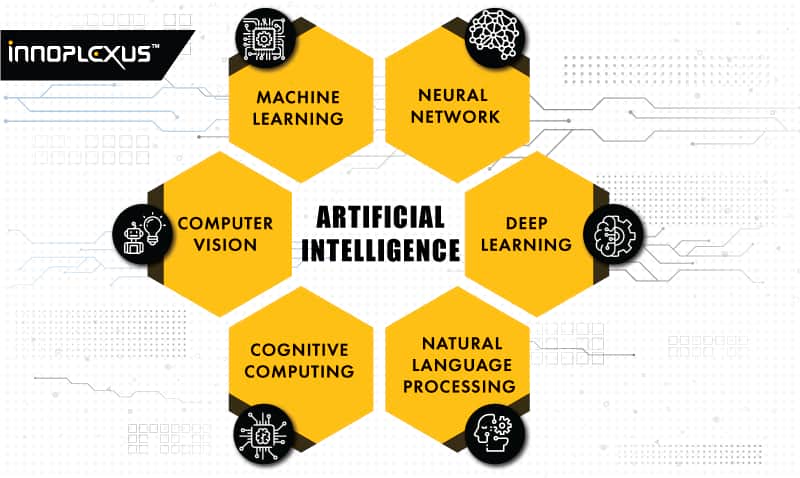 INNOPLEXUS™
MACHINE
LEARNING
NEURAL
NETWORK
COMPUTER
VISION
ARTIFICIAL
INTELLIGENCE
DEEP
LEARNING
COGNITIVE
COMPUTING
NATURAL
LANGUAGE
PROCESSING